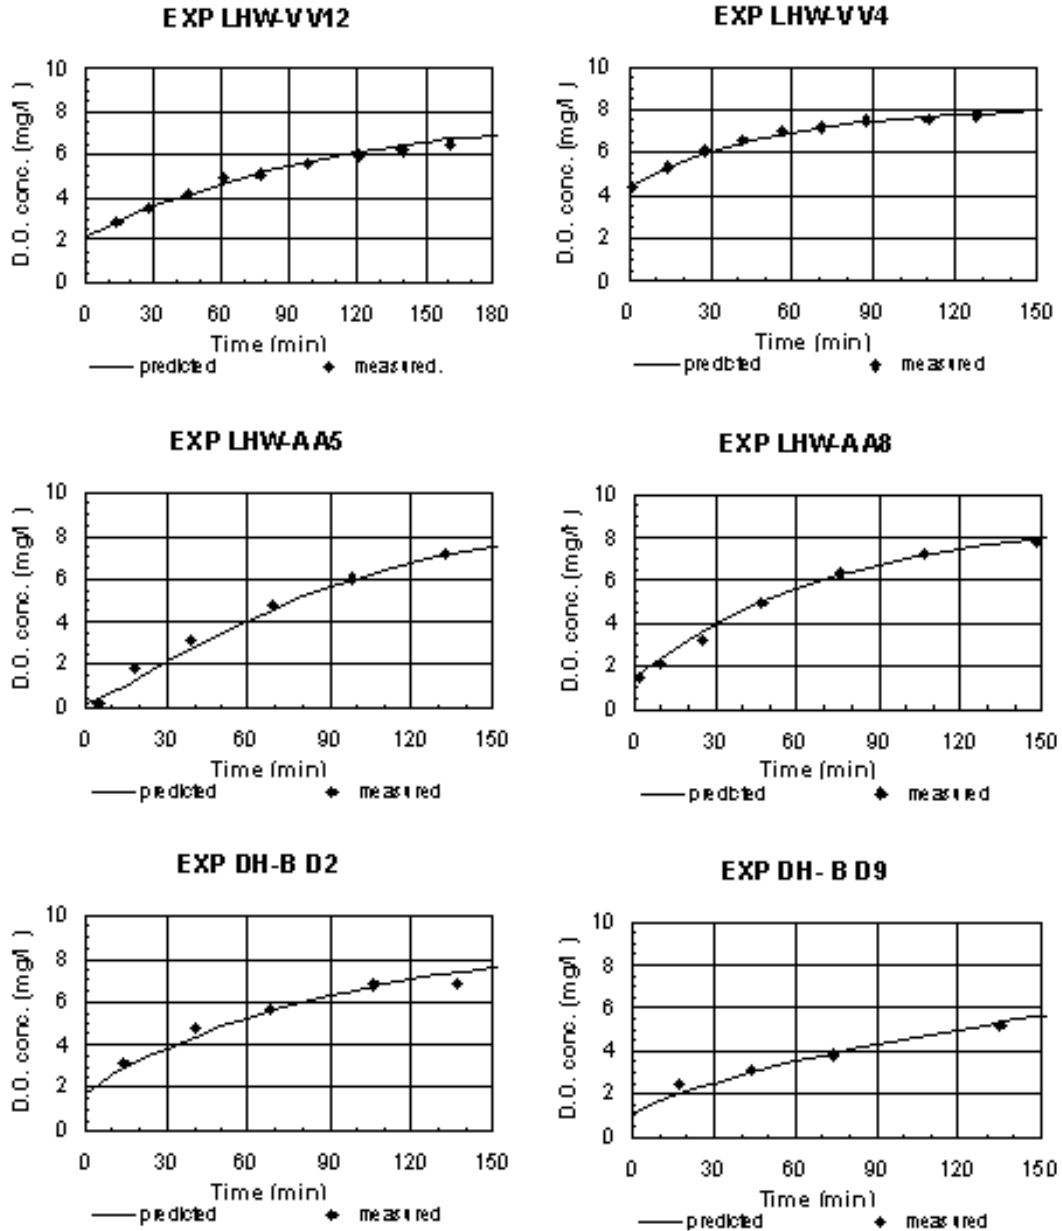 EXP LHW-VV12
D.O. conc. (mg/l)
10
8
6
4
2
0
0 30 60 90 120 150 180
Time (min)
predicted measured.
EXP LHW-VV4
D.O. conc. (mg/l)
10
8
6
4
2
0
0 30 60 90 120 150
Time (min)
predicted measured
EXP LHW-AA5
D.O. conc. (mg/l)
10
8
6
4
2
0
0 30 60 90 120 150
Time (min)
predicted measured
EXP LHW-AA8
D.O. conc. (mg/l)
10
8
6
4
2
0
0 30 60 90 120 150
Time (min)
predicted measured
EXP DH-B D2
D.O. conc. (mg/l)
10
8
6
4
2
0
0 30 60 90 120 150
Time (min)
predicted measured
EXP DH- B D9
D.O. conc. (mg/l)
10
8
6
4
2
0
0 30 60 90 120 150
Time (min)
predicted measured